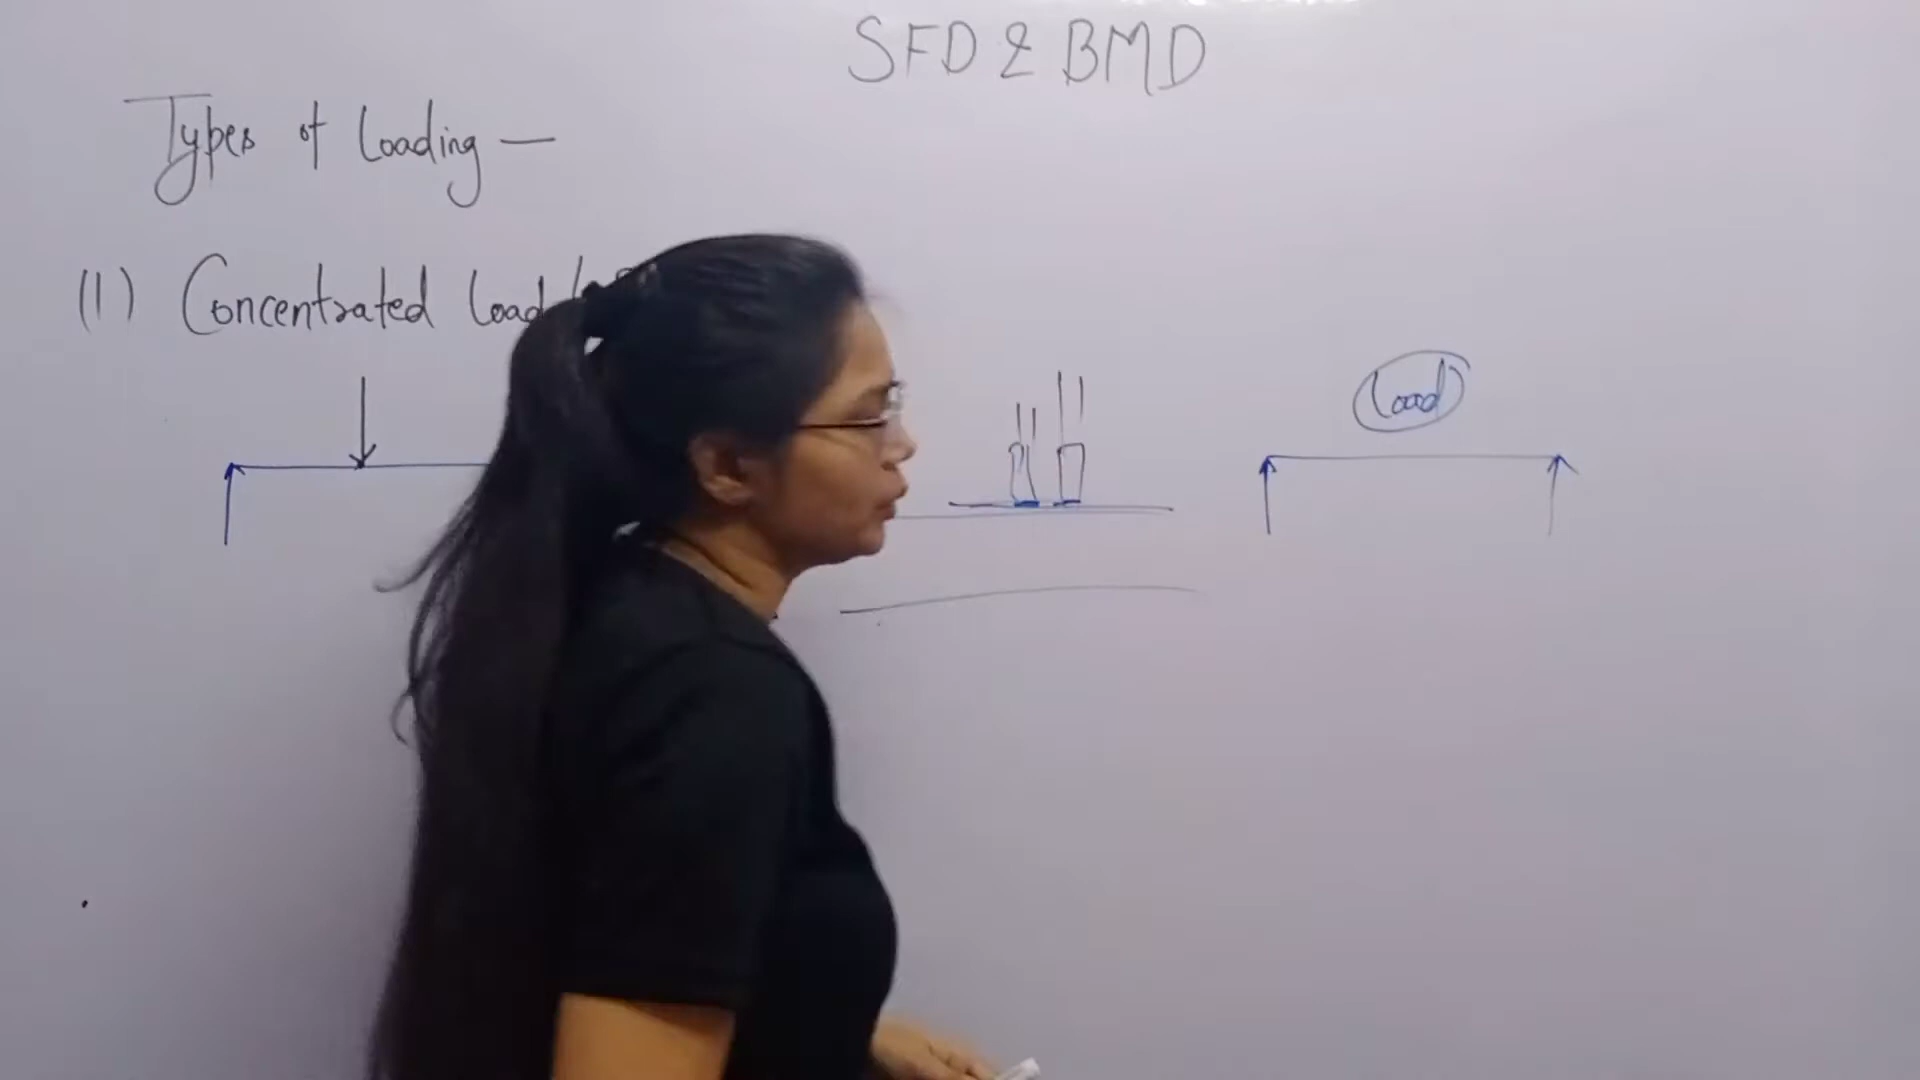 SFD & BMD
Types of loading —
(1) Concentrated load
load